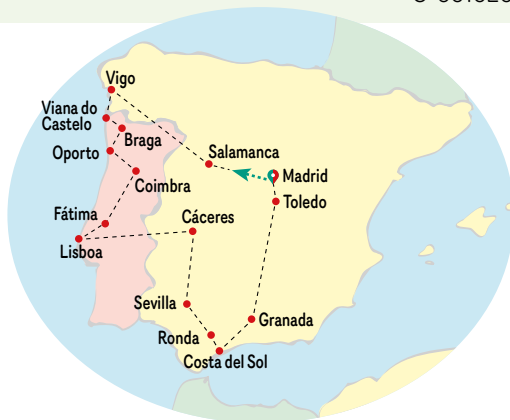 Vigo
Viana do
Castelo
Braga
Oporto
Salamanca
Madrid
Coimbra
Toledo
Fátima
Cáceres
Lisboa
Sevilla
Granada
Ronda
Costa del Sol